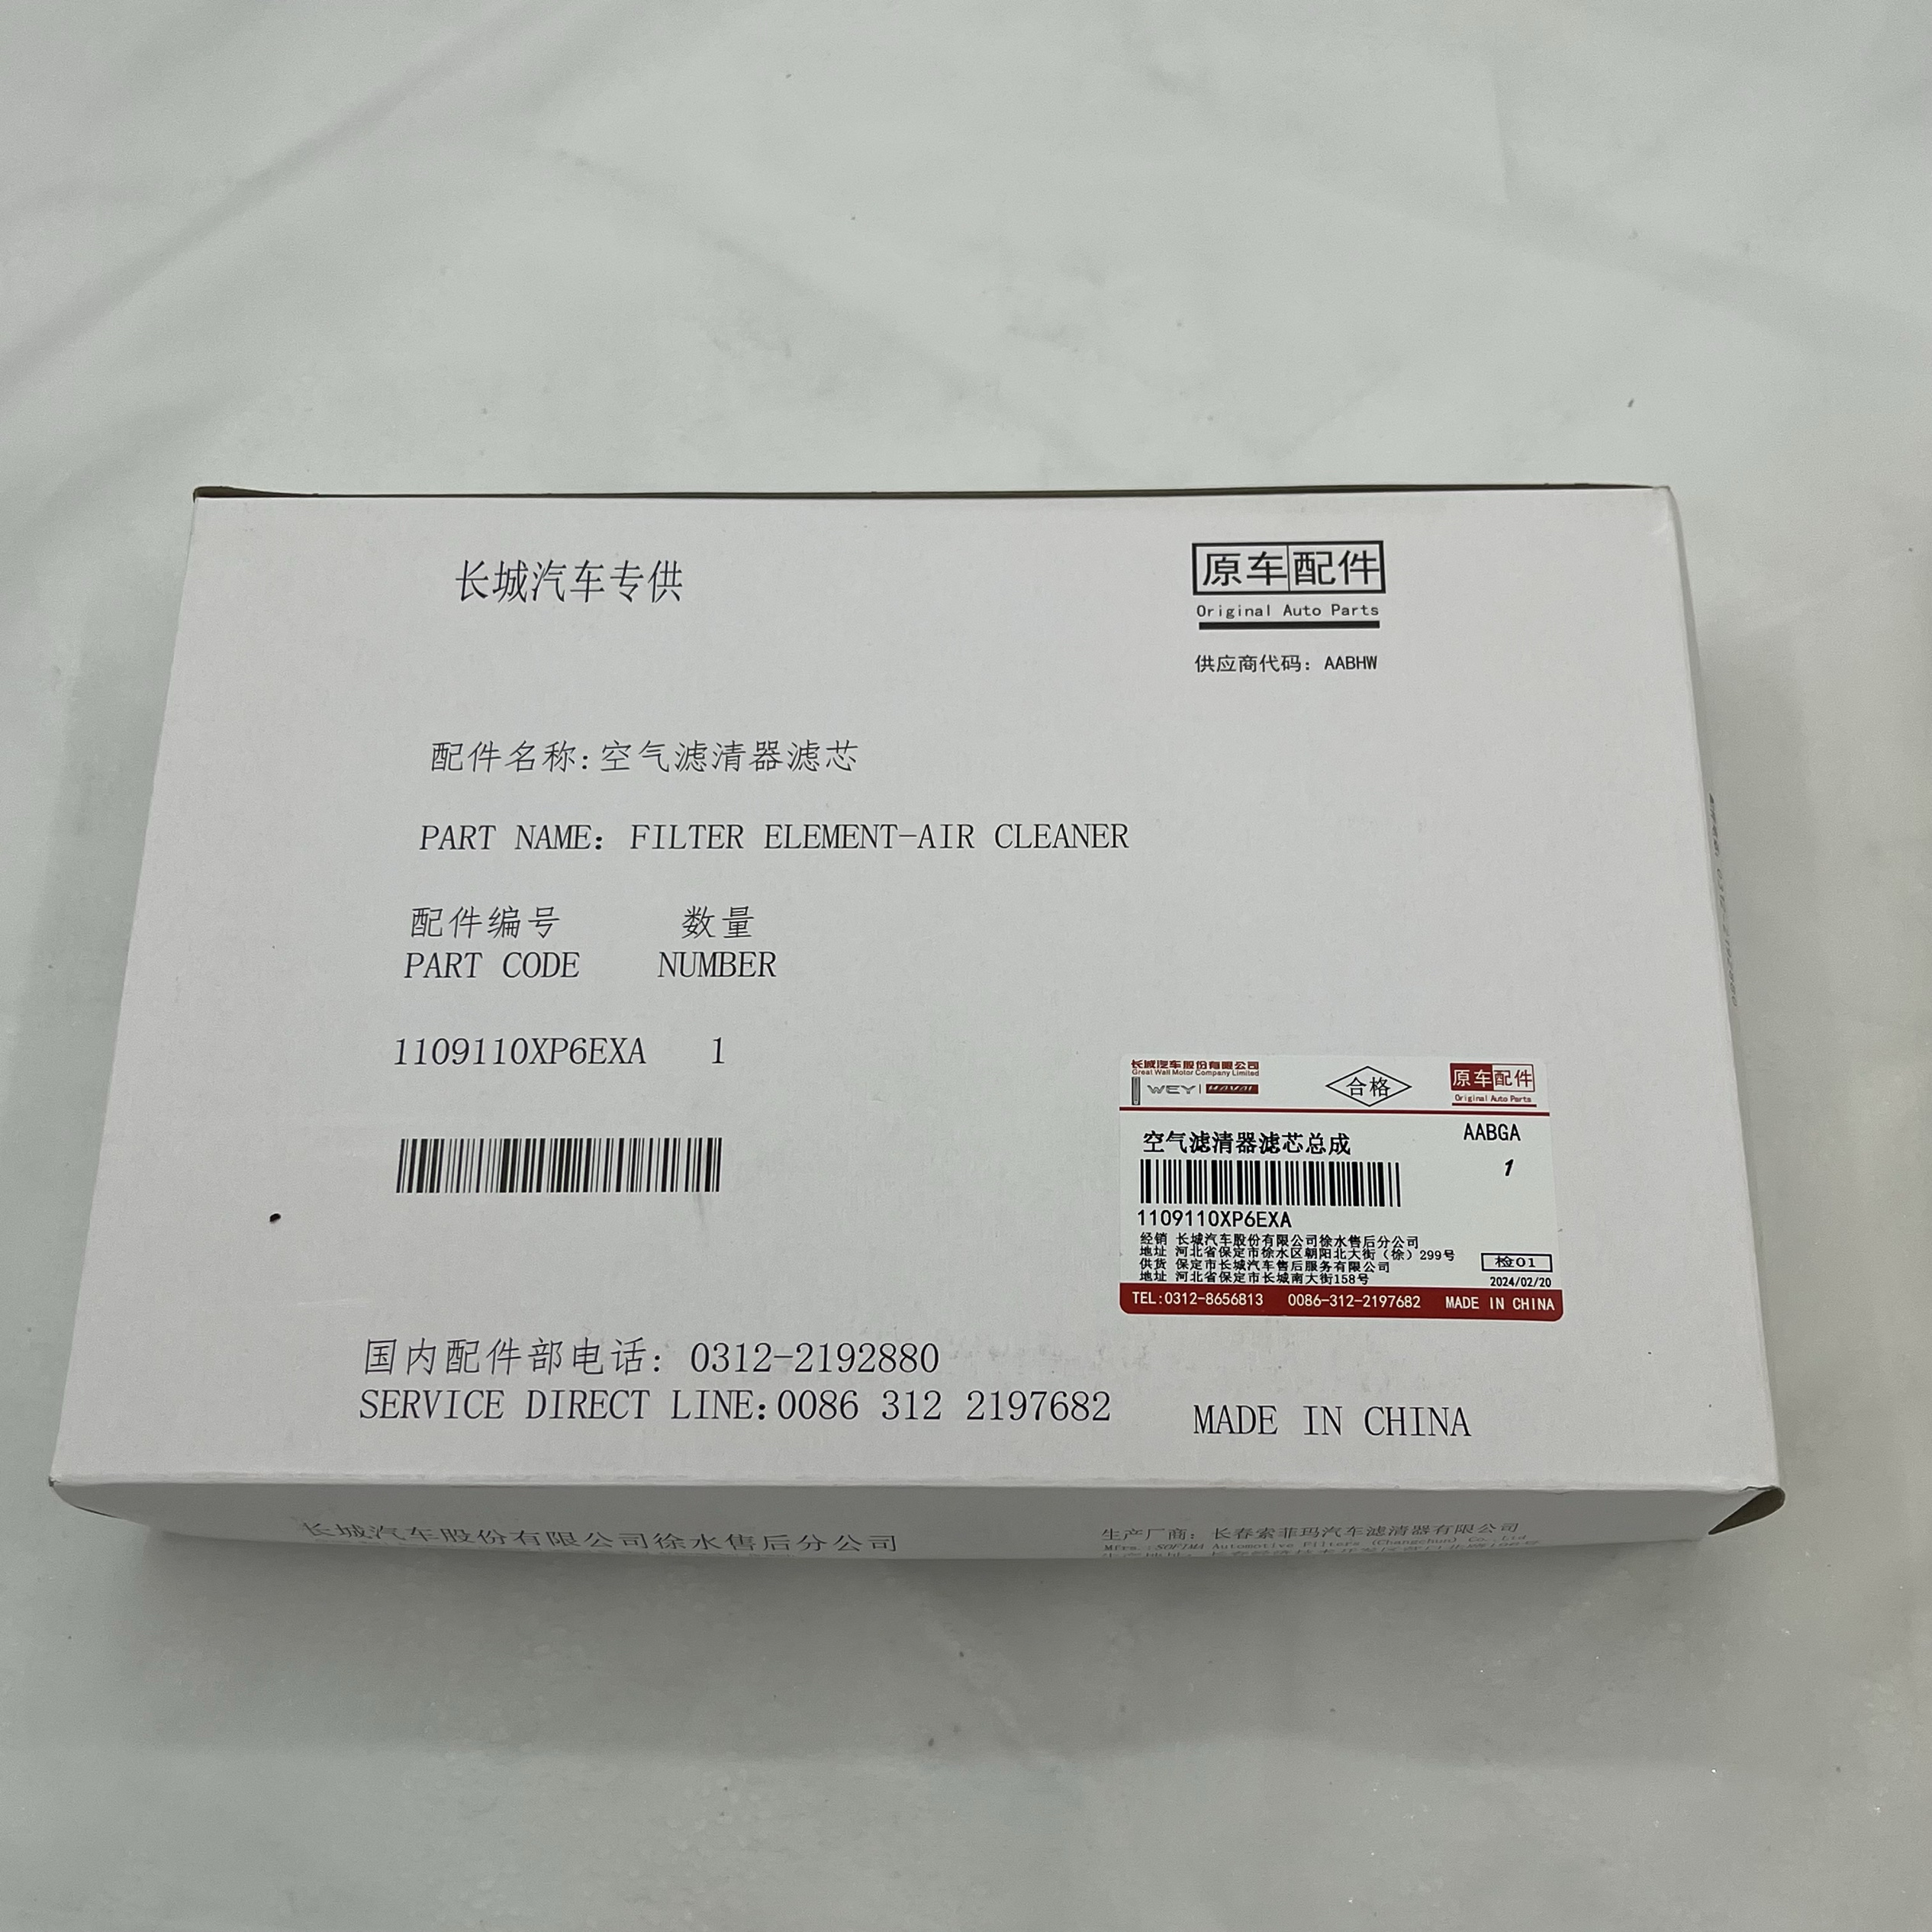 长城汽车专供
原车配件
Original Auto Parts
供应商代码：AABHW
配件名称:空气滤清器滤芯
PART NAME: FILTER ELEMENT-AIR CLEANER
配件编号 数量
PART CODE NUMBER
1109110XP6EXA 1
长城汽车股份有限公司
Great Wall Motor Company Limited
WEY HAVAL
合格
原车配件
Original Auto Parts
空气滤清器滤芯总成
AABGA
1
1109110XP6EXA
经销 长城汽车股份有限公司徐水售后分公司
地址 河北省保定市徐水区朝阳北大街（徐）299号
供货 保定市长城汽车售后服务有限公司
地址 河北省保定市长城南大街158号
检01
2024/02/20
TEL:0312-8656813 0086-312-2197682 MADE IN CHINA
国内配件部电话：0312-2192880
SERVICE DIRECT LINE:0086 312 2197682
MADE IN CHINA
长城汽车股份有限公司徐水售后分公司
生产厂商：长春索菲玛汽车滤清器有限公司
Mfrs.:SOFIMA Automotive Filters (Changchun) Co., Ltd